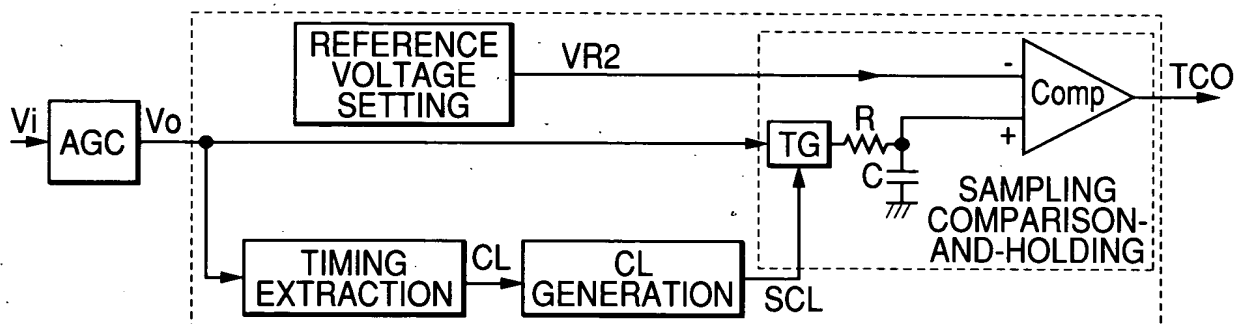 REFERENCE
VOLTAGE
SETTING
VR2
-
Comp
TCO
Vi
AGC
Vo
TG
R
+
C
SAMPLING
COMPARISON-
AND-HOLDING
TIMING
EXTRACTION
CL
CL
GENERATION
SCL